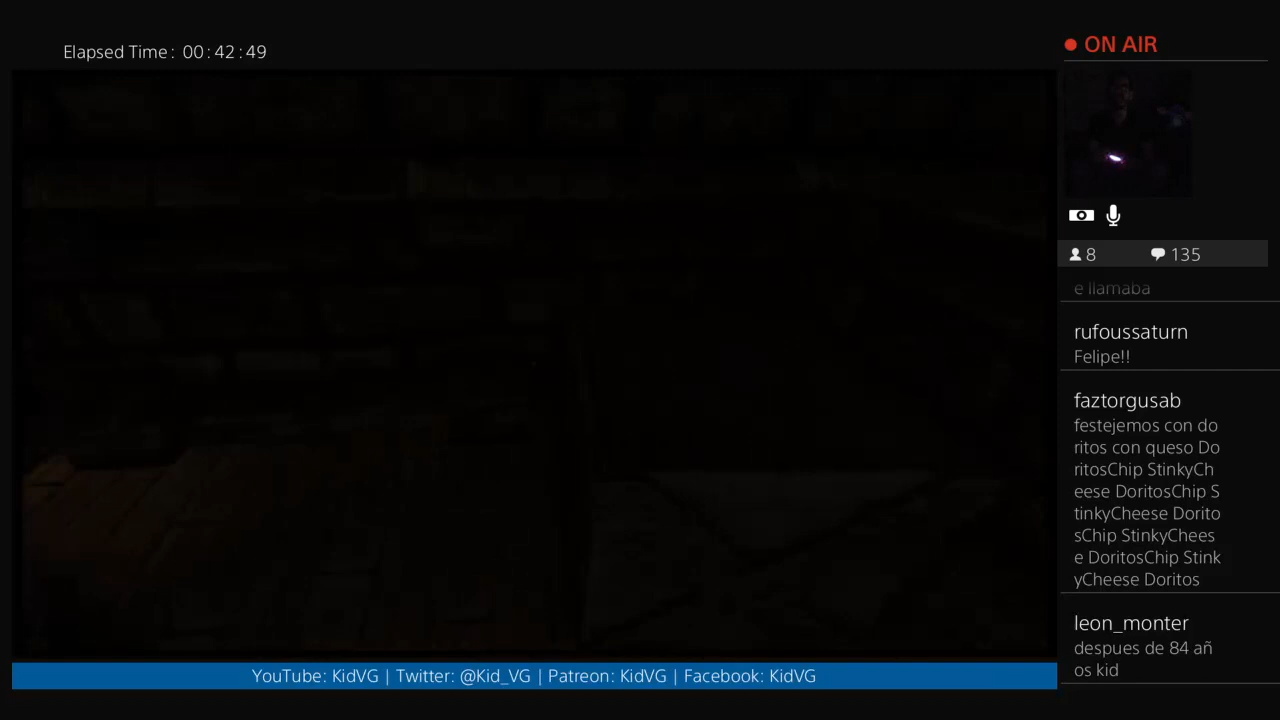 Elapsed Time: 00:42:49
ON AIR
8 135
e llamaba
rufoussaturn
Felipe!!
faztorgusab
festejemos con do
ritos con queso Do
ritosChip StinkyCh
eese DoritosChip S
tinkyCheese Dorito
sChip StinkyChees
e DoritosChip Stink
yCheese Doritos
leon_monter
despues de 84 añ
os kid
YouTube: KidVG | Twitter: @Kid_VG | Patreon: KidVG | Facebook: KidVG